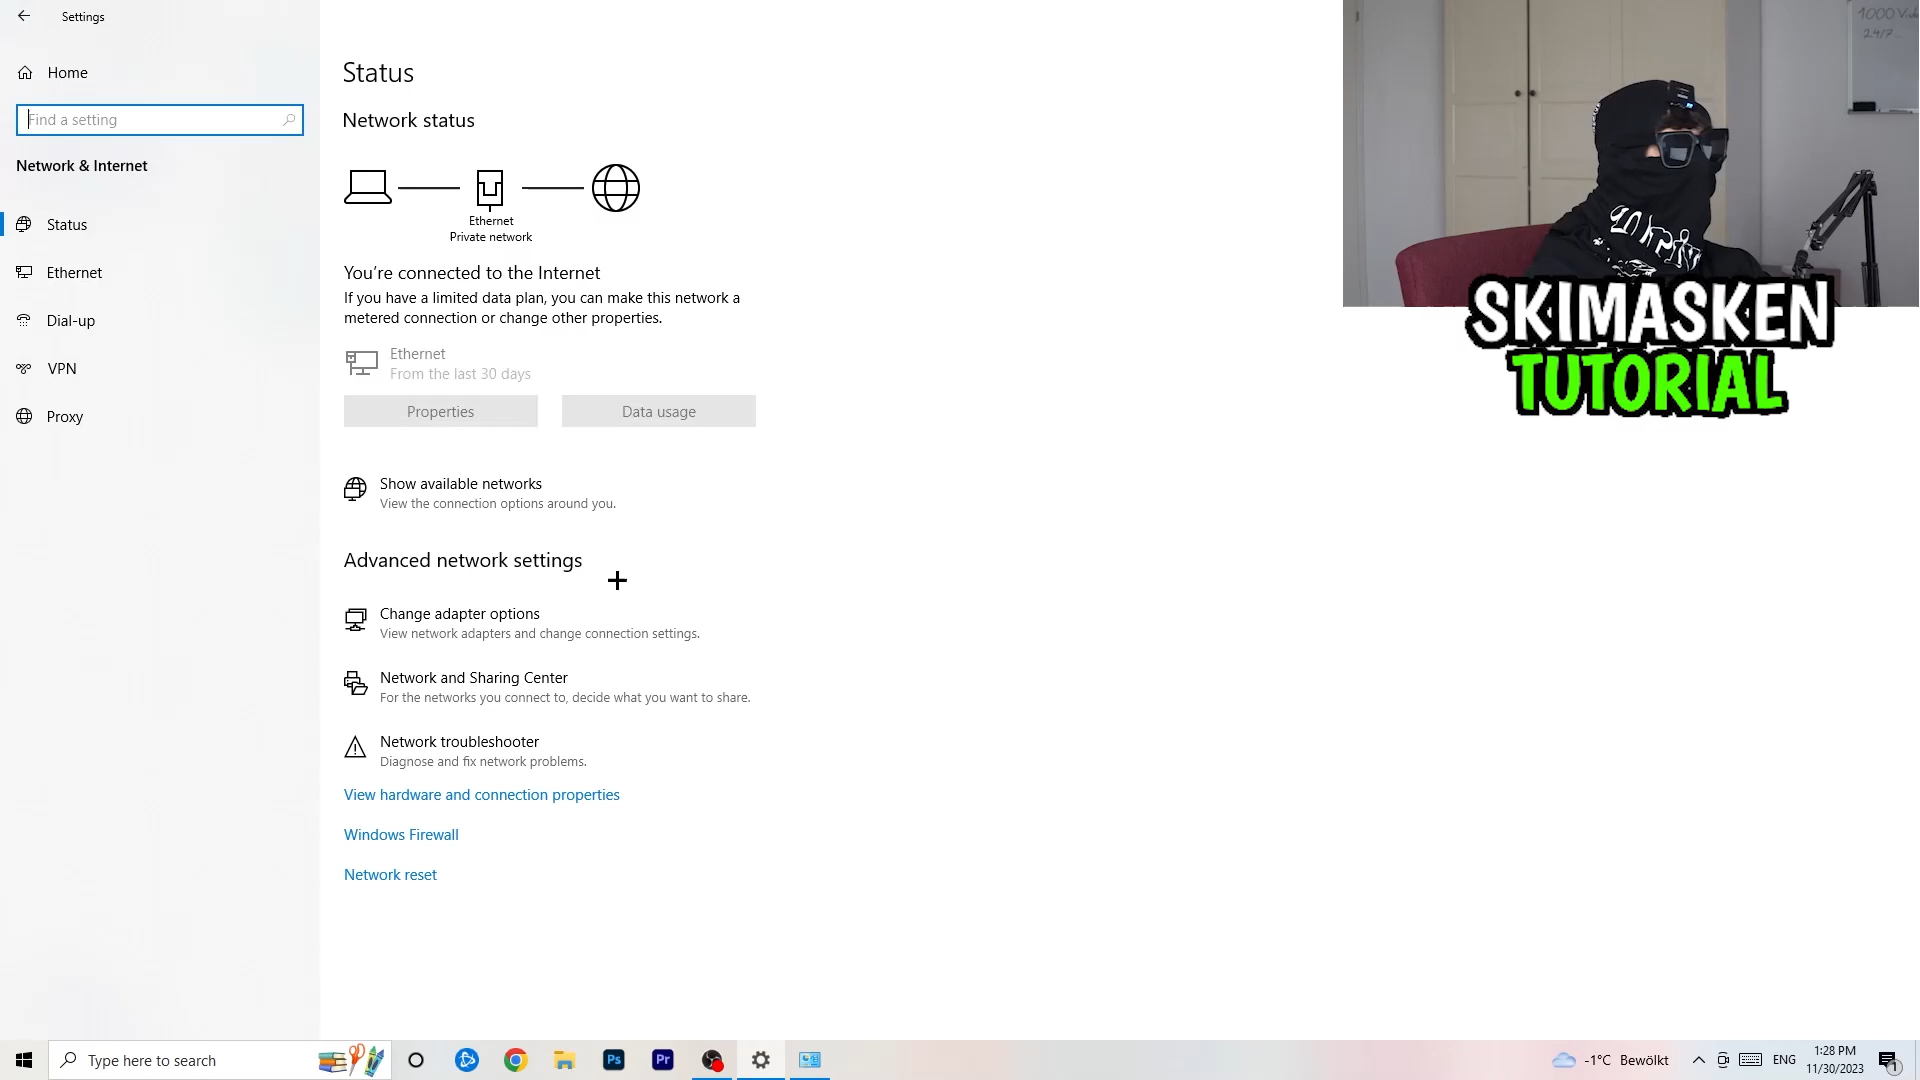 Settings
Home
Find a setting
Network & Internet
Status
Ethernet
Dial-up
VPN
Proxy
Status
Network status
Ethernet
Private network
You're connected to the Internet
If you have a limited data plan, you can make this network a
metered connection or change other properties.
Ethernet
From the last 30 days
Properties
Data usage
Show available networks
View the connection options around you.
Advanced network settings
Change adapter options
View network adapters and change connection settings.
Network and Sharing Center
For the networks you connect to, decide what you want to share.
Network troubleshooter
Diagnose and fix network problems.
View hardware and connection properties
Windows Firewall
Network reset
1000
24/7
SKIMASKEN
TUTORIAL
Type here to search
Ps
Pr
-1°C Bewölkt
ENG
1:28 PM
11/30/2023
1